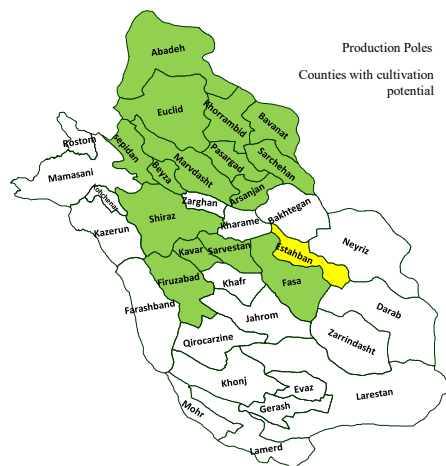 Abadeh
Production Poles
Counties with cultivation
potential
Euclid
Khorrambid
Bavanat
Rostom
sepidan
Beyza
Marvdasht
Pasargad
Sarchehan
Mamasani
Kohchenar
Zarghan
Arsanjan
Shiraz
Kharame
Bakhtegan
Kazerun
Kavar
Sarvestan
Estahban
Neyriz
Firuzabad
Khafr
Fasa
Farashband
Jahrom
Darab
Qirocarzine
Zarrindasht
Khonj
Evaz
Larestan
Mohr
Gerash
Lamerd